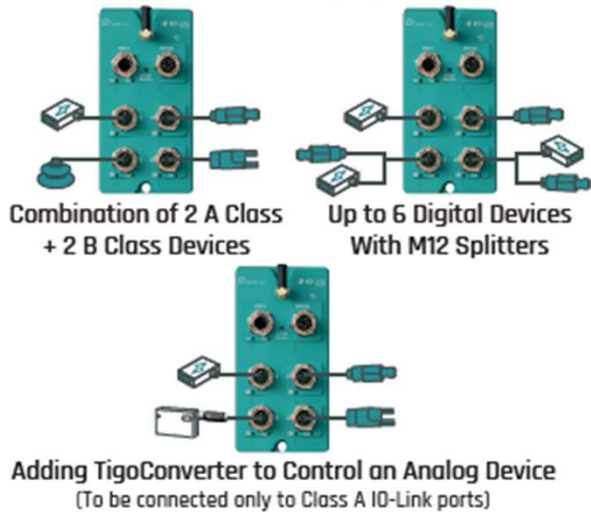 Combination of 2 A Class
+ 2 B Class Devices
Up to 6 Digital Devices
With M12 Splitters
Adding TigoConverter to Control an Analog Device
(To be connected only to Class A IO-Link ports)